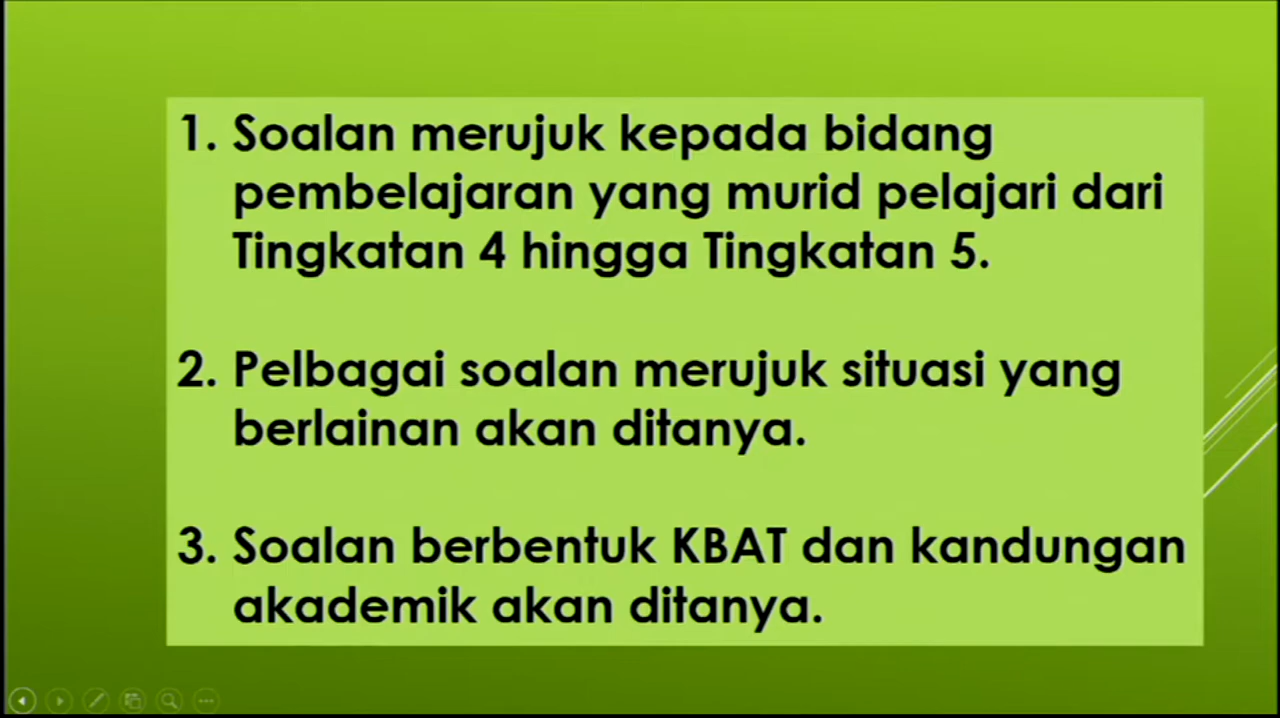 1. Soalan merujuk kepada bidang
pembelajaran yang murid pelajari dari
Tingkatan 4 hingga Tingkatan 5.
2. Pelbagai soalan merujuk situasi yang
berlainan akan ditanya.
3. Soalan berbentuk KBAT dan kandungan
akademik akan ditanya.